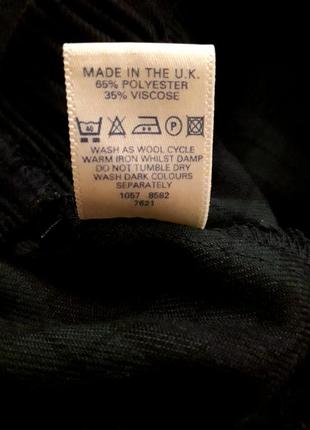 MADE IN THE U.K.
65% POLYESTER
35% VISCOSE
40 P
WASH AS WOOL CYCLE
WARM IRON WHILST DAMP
DO NOT TUMBLE DRY
WASH DARK COLOURS
SEPARATELY
1057 8582
7621